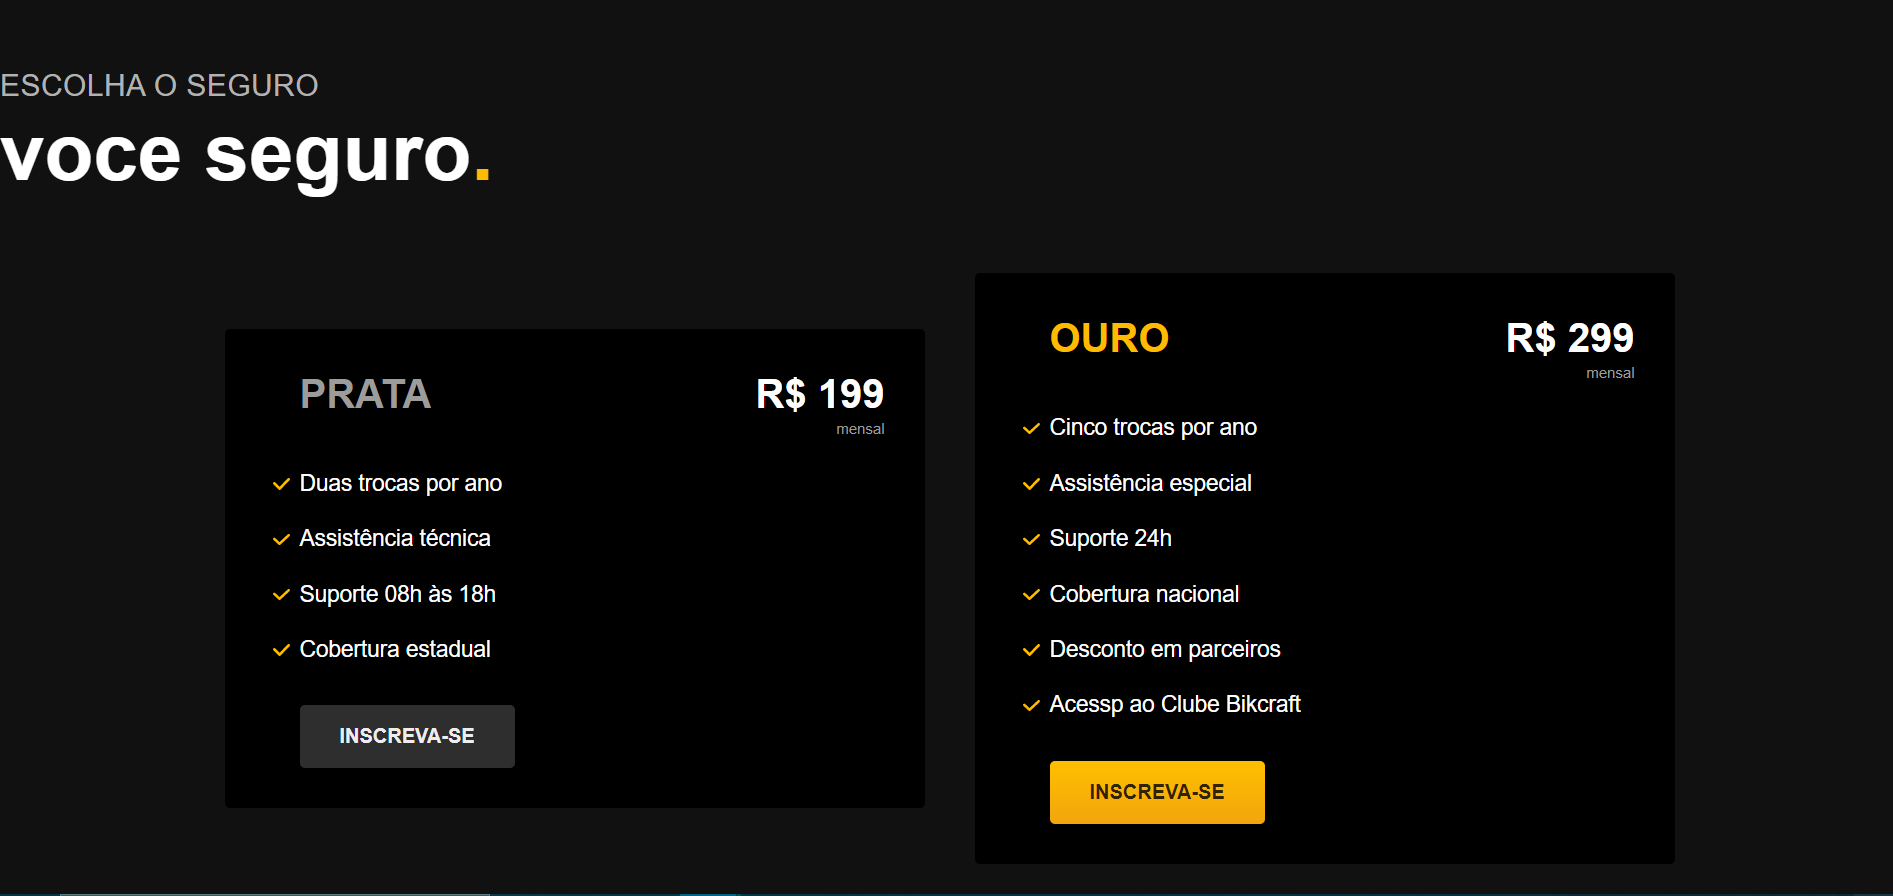 ESCOLHA O SEGURO
voce seguro.
PRATA
R$ 199
mensal
Duas trocas por ano
Assistência técnica
Suporte 08h às 18h
Cobertura estadual
INSCREVA-SE
OURO
R$ 299
mensal
Cinco trocas por ano
Assistência especial
Suporte 24h
Cobertura nacional
Desconto em parceiros
Acessp ao Clube Bikcraft
INSCREVA-SE